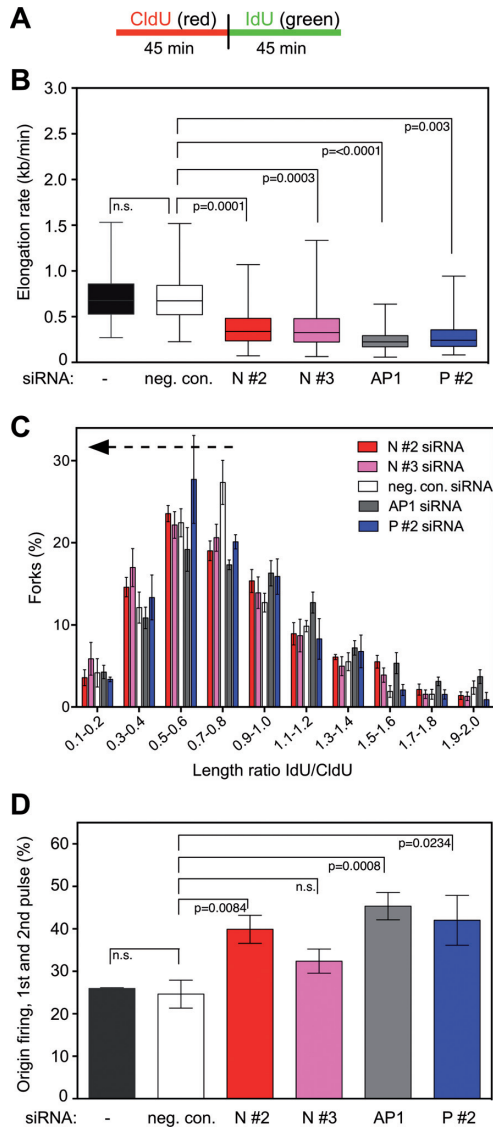 A
CldU (red) IdU (green)
45 min 45 min
B
Elongation rate (kb/min)
3.0
2.5
2.0
1.5
1.0
0.5
0
p=0.003
p=<0.0001
p=0.0003
n.s. p=0.0001
siRNA: - neg. con. N #2 N #3 AP1 P #2
C
Forks (%)
30
20
10
0
N #2 siRNA
N #3 siRNA
neg. con. siRNA
AP1 siRNA
P #2 siRNA
0.1-0.2 0.3-0.4 0.5-0.6 0.7-0.8 0.9-1.0 1.1-1.2 1.3-1.4 1.5-1.6 1.7-1.8 1.9-2.0
Length ratio IdU/CldU
D
Origin firing, 1st and 2nd pulse (%)
60
50
40
30
20
10
0
p=0.0234
p=0.0008
n.s.
p=0.0084
n.s.
siRNA: - neg. con. N #2 N #3 AP1 P #2